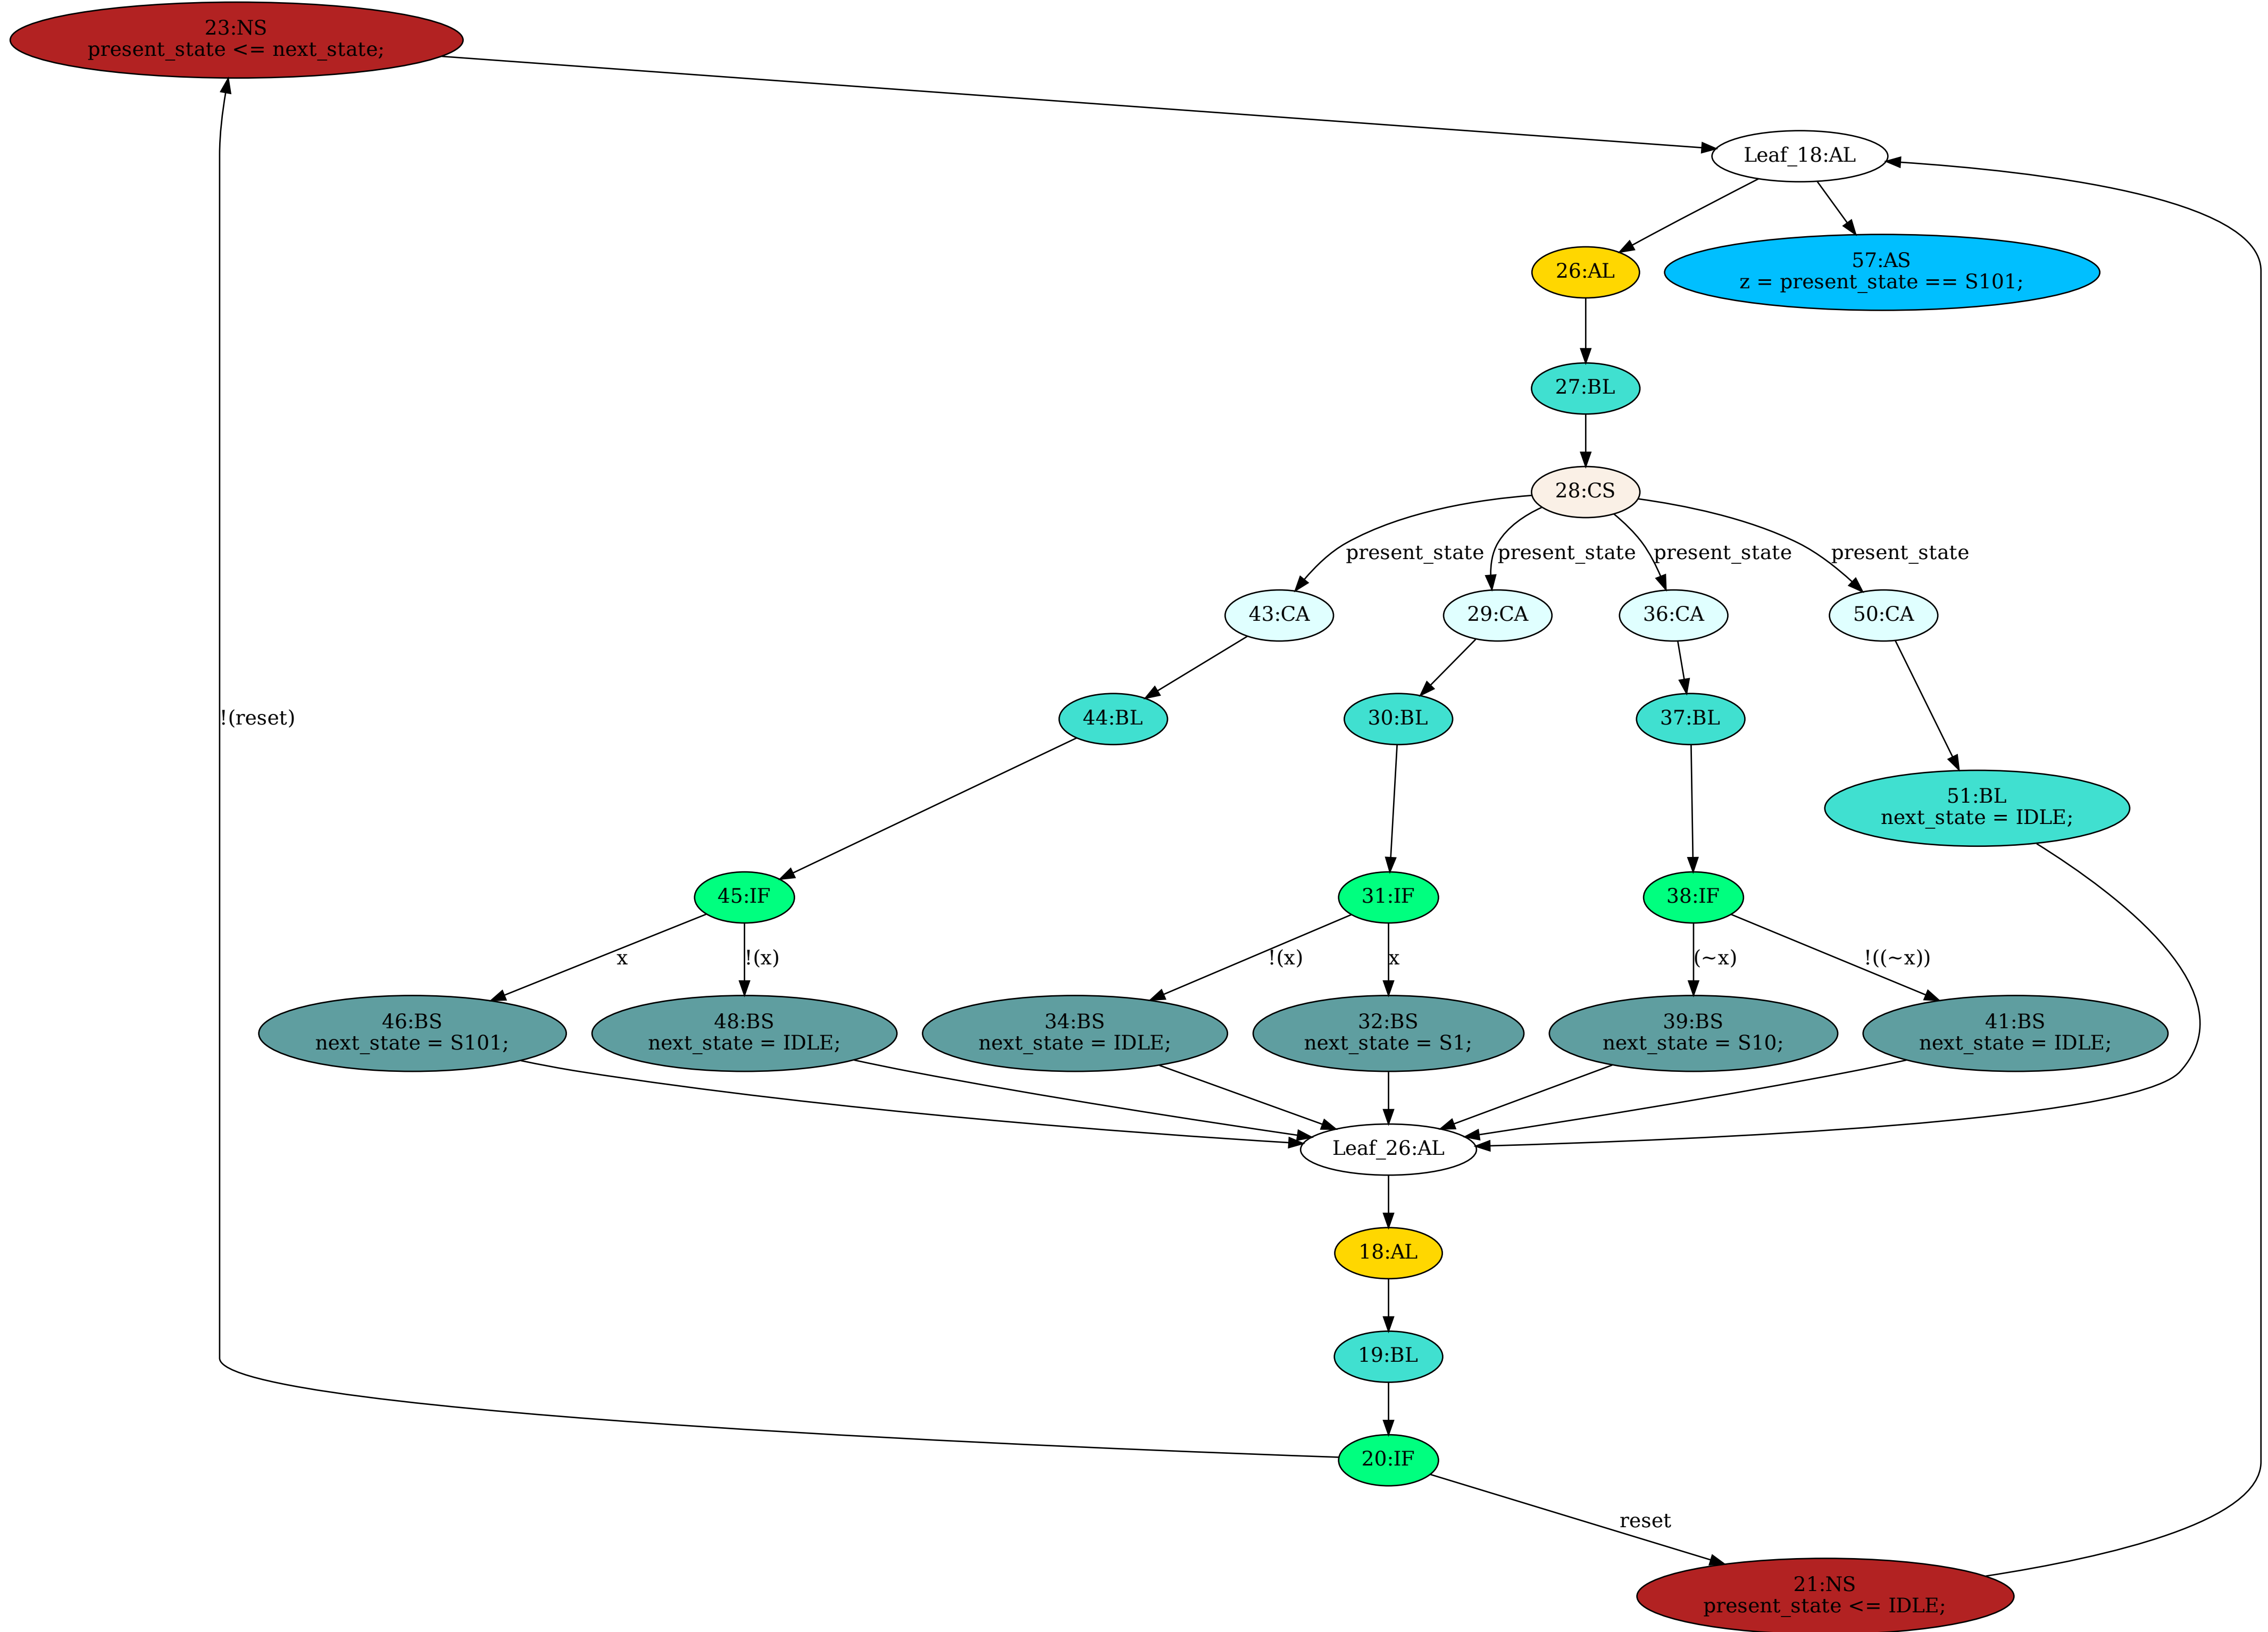 23:NS
present_state <= next_state;
Leaf_18:AL
26:AL
57:AS
z = present_state == S101;
27:BL
28:CS
present_state
present_state
present_state
present_state
43:CA
29:CA
36:CA
50:CA
!(reset)
44:BL
30:BL
37:BL
51:BL
next_state = IDLE;
45:IF
31:IF
38:IF
x
!(x)
!(x)
x
(~x)
!((~x))
46:BS
next_state = S101;
48:BS
next_state = IDLE;
34:BS
next_state = IDLE;
32:BS
next_state = S1;
39:BS
next_state = S10;
41:BS
next_state = IDLE;
Leaf_26:AL
18:AL
19:BL
20:IF
reset
21:NS
present_state <= IDLE;